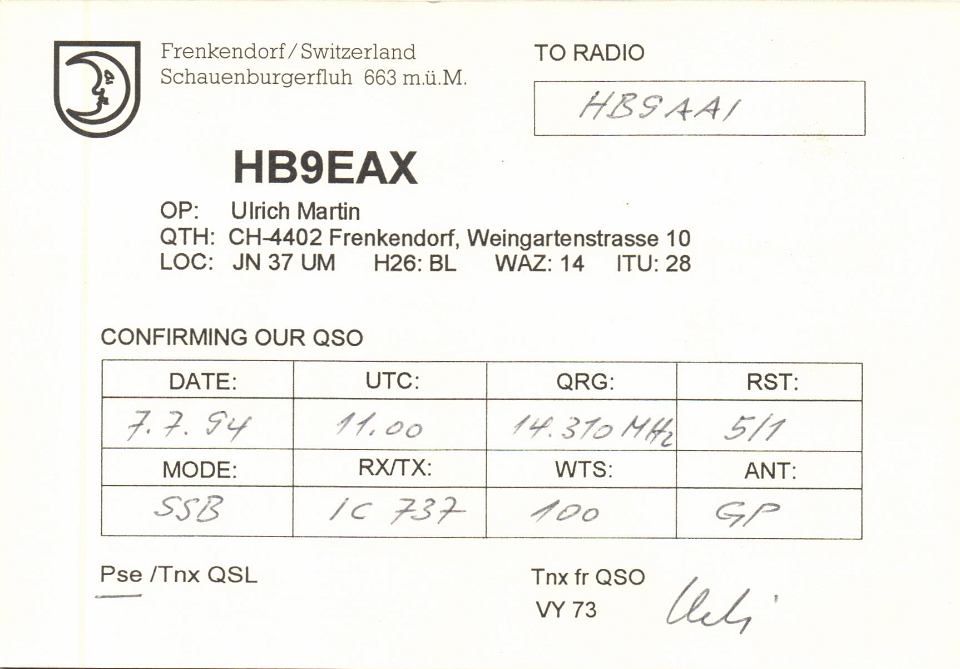 Frenkendorf/Switzerland
Schauenburgerfluh 663 m.ü.M.
TO RADIO
HB9AAI
HB9EAX
OP: Ulrich Martin
QTH: CH-4402 Frenkendorf, Weingartenstrasse 10
LOC: JN 37 UM H26: BL WAZ: 14 ITU: 28
CONFIRMING OUR QSO
DATE: UTC: QRG: RST:
7.7.94 11.00 14.310 MHz 5/1
MODE: RX/TX: WTS: ANT:
SSB IC 737 100 GP
Pse /Tnx QSL
Tnx fr QSO
VY 73